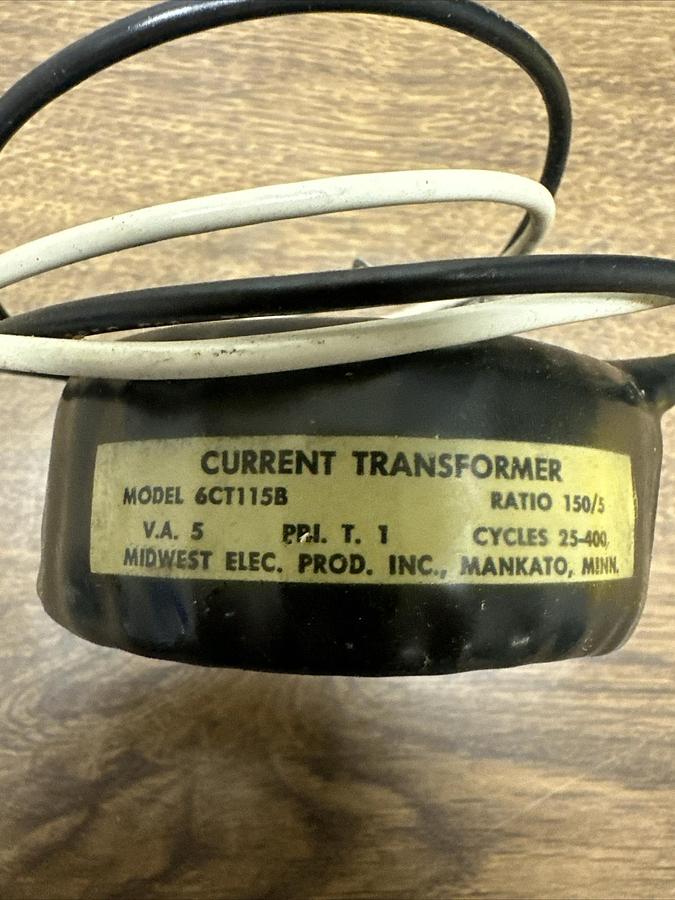 CURRENT TRANSFORMER
MODEL 6CT115B RATIO 150/5
V.A. 5 PRI. T. 1 CYCLES 25-400
MIDWEST ELEC. PROD. INC., MANKATO, MINN.